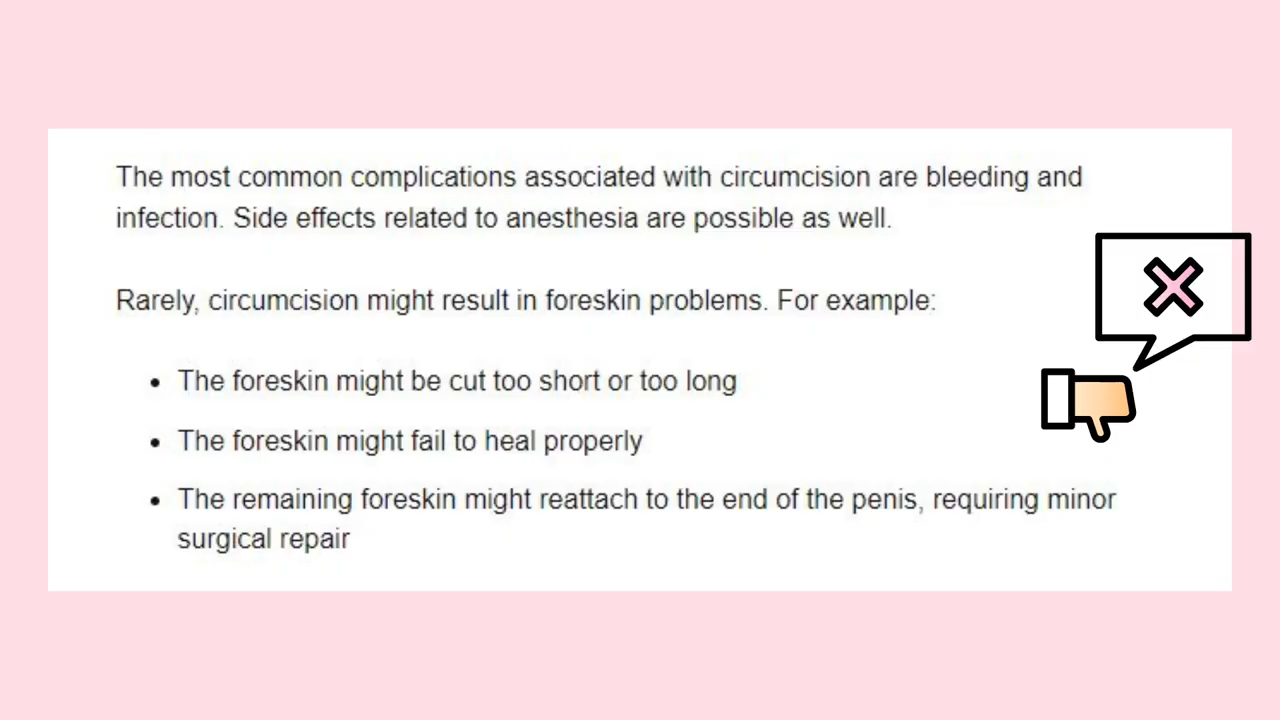 The most common complications associated with circumcision are bleeding and
infection. Side effects related to anesthesia are possible as well.
Rarely, circumcision might result in foreskin problems. For example:
• The foreskin might be cut too short or too long
• The foreskin might fail to heal properly
• The remaining foreskin might reattach to the end of the penis, requiring minor
surgical repair